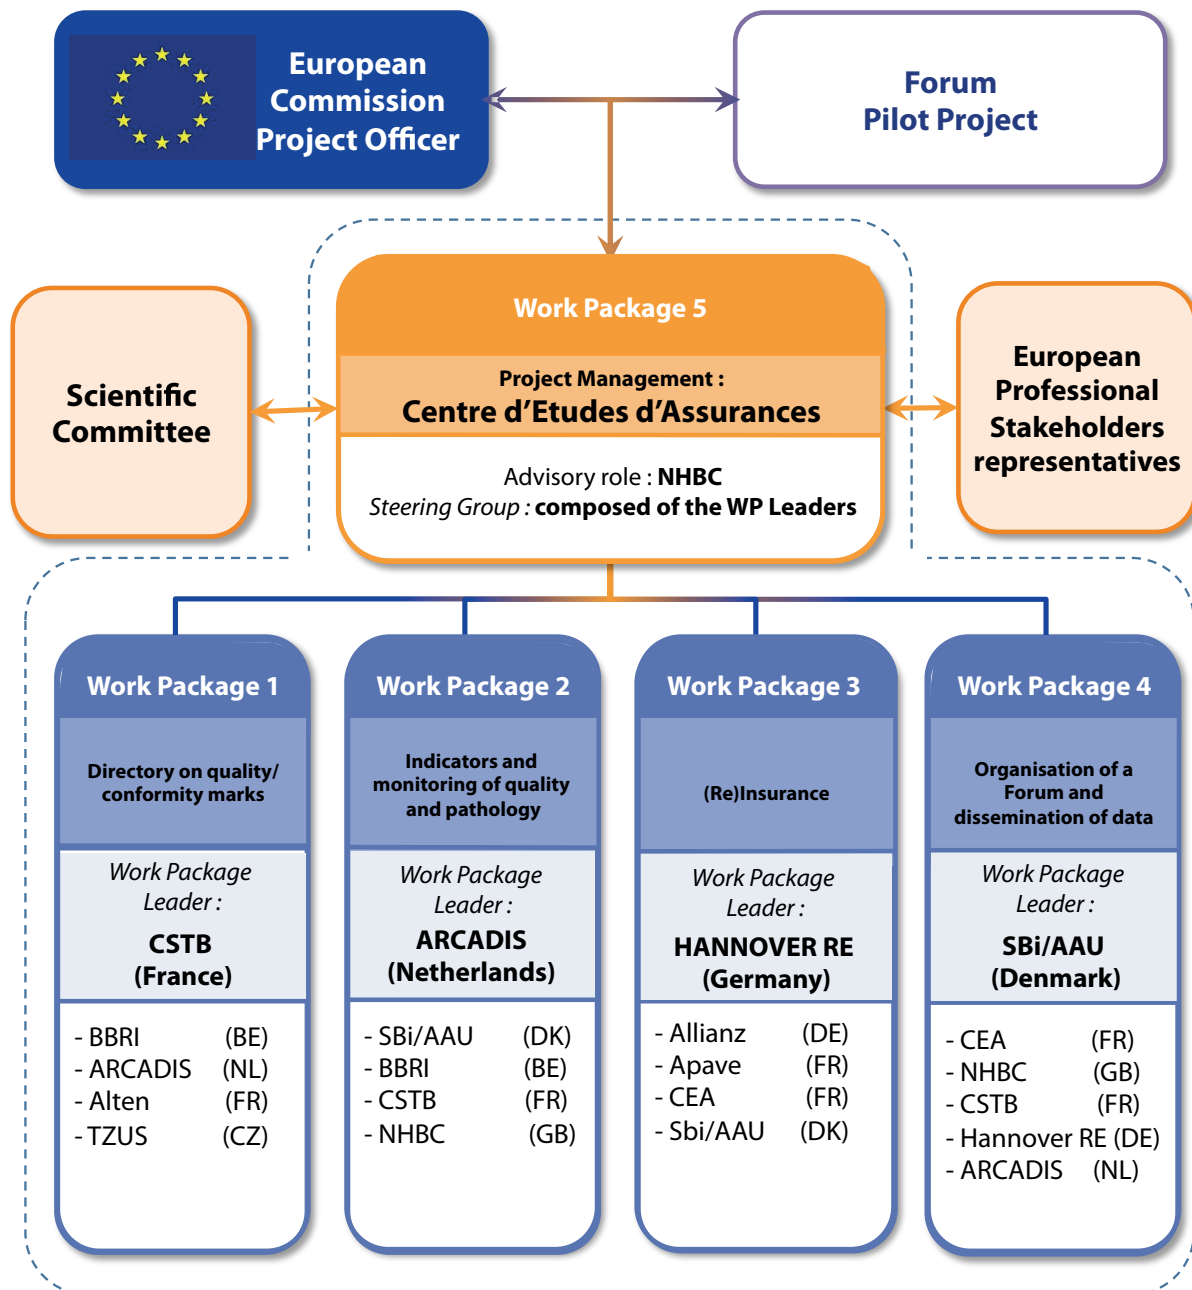 European
Commission
Project Officer
Forum
Pilot Project
Work Package 5
Project Management :
Centre d’Etudes d’Assurances
Advisory role : NHBC
Steering Group : composed of the WP Leaders
Scientific
Committee
European
Professional
Stakeholders
representatives
Work Package 1
Directory on quality/
conformity marks
Work Package
Leader :
CSTB
(France)
- BBRI (BE)
- ARCADIS (NL)
- Alten (FR)
- TZUS (CZ)
Work Package 2
Indicators and
monitoring of quality
and pathology
Work Package
Leader :
ARCADIS
(Netherlands)
- SBi/AAU (DK)
- BBRI (BE)
- CSTB (FR)
- NHBC (GB)
Work Package 3
(Re)Insurance
Work Package
Leader :
HANNOVER RE
(Germany)
- Allianz (DE)
- Apave (FR)
- CEA (FR)
- Sbi/AAU (DK)
Work Package 4
Organisation of a
Forum and
dissemination of data
Work Package
Leader :
SBi/AAU
(Denmark)
- CEA (FR)
- NHBC (GB)
- CSTB (FR)
- Hannover RE (DE)
- ARCADIS (NL)